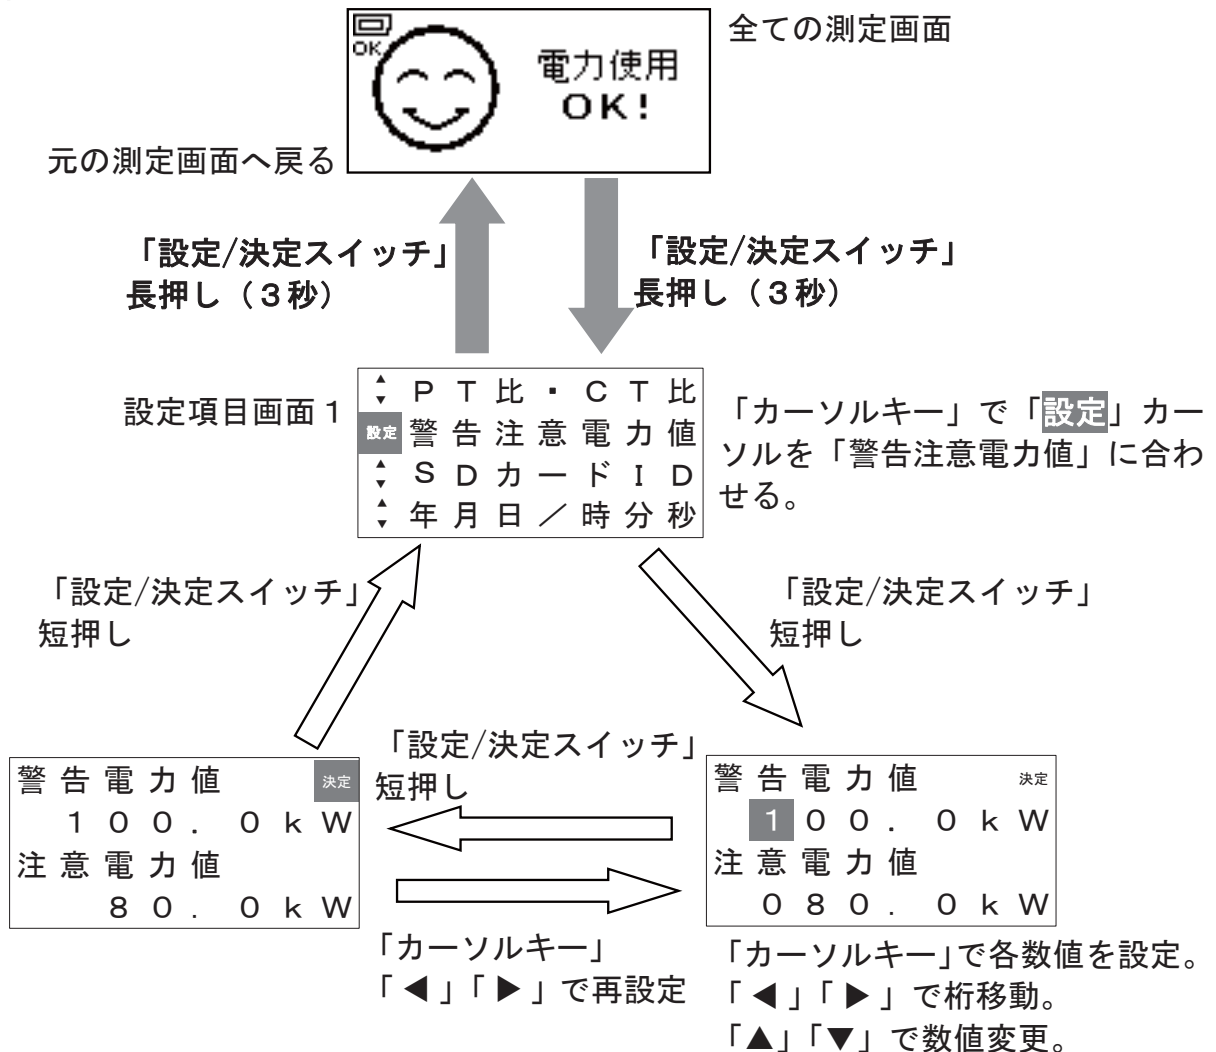 全ての測定画面
OK
電力使用
OK!
元の測定画面へ戻る
「設定/決定スイッチ」
長押し（３秒）
「設定/決定スイッチ」
長押し（３秒）
設定項目画面１
ＰＴ比・ＣＴ比
設定 警告注意電力値
ＳＤカードＩＤ
年月日／時分秒
「カーソルキー」で「設定」カー
ソルを「警告注意電力値」に合わ
せる。
「設定/決定スイッチ」
短押し
「設定/決定スイッチ」
短押し
警告電力値 決定
１００．０ｋＷ
注意電力値
８０．０ｋＷ
「設定/決定スイッチ」
短押し
「カーソルキー」
「◀」「▶」で再設定
警告電力値 決定
１００．０ｋＷ
注意電力値
０８０．０ｋＷ
「カーソルキー」で各数値を設定。
「◀」「▶」で桁移動。
「▲」「▼」で数値変更。